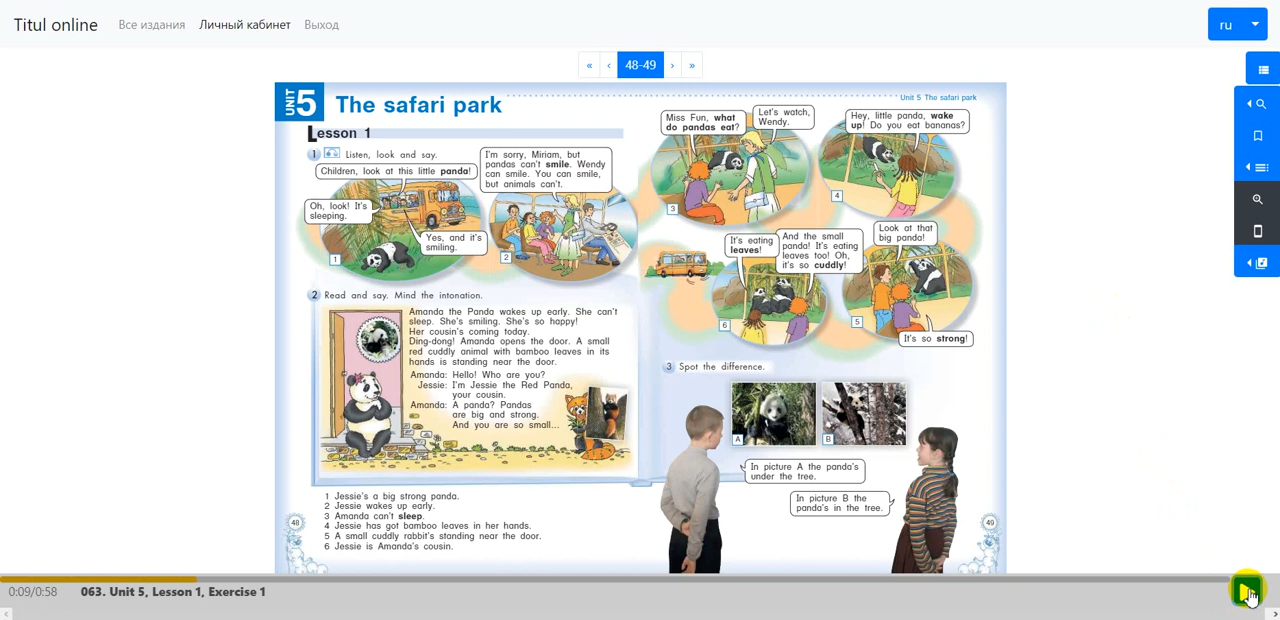 Titul online
Все издания
Личный кабинет
Выход
ru
«
‹
48-49
›
»
UNIT 5
The safari park
Lesson 1
1 Listen, look and say.
Children, look at this little panda!
Oh, look! It's
sleeping.
Yes, and it's
smiling.
1
I'm sorry, Miriam, but
pandas can't smile. Wendy
can smile. You can smile,
but animals can't.
2
2 Read and say. Mind the intonation.
Amanda the Panda wakes up early. She can't
sleep. She's smiling. She's so happy!
Her cousin's coming today.
Ding-dong! Amanda opens the door. A small
red cuddly animal with bamboo leaves in its
hands is standing near the door.
Amanda: Hello! Who are you?
Jessie: I'm Jessie the Red Panda,
your cousin.
Amanda: A panda? Pandas
are big and strong.
And you are so small...
1 Jessie's a big strong panda.
2 Jessie wakes up early.
3 Amanda can't sleep.
4 Jessie has got bamboo leaves in her hands.
5 A small cuddly rabbit's standing near the door.
6 Jessie is Amanda's cousin.
48
Unit 5 The safari park
Miss Fun, what
do pandas eat?
Let's watch,
Wendy.
3
Hey, little panda, wake
up! Do you eat bananas?
4
It's eating
leaves!
And the small
panda! It's eating
leaves too! Oh,
it's so cuddly!
6
Look at that
big panda!
5
It's so strong!
3 Spot the difference.
A
B
In picture A the panda's
under the tree.
In picture B the
panda's in the tree.
49
0:09/0:58
063. Unit 5, Lesson 1, Exercise 1